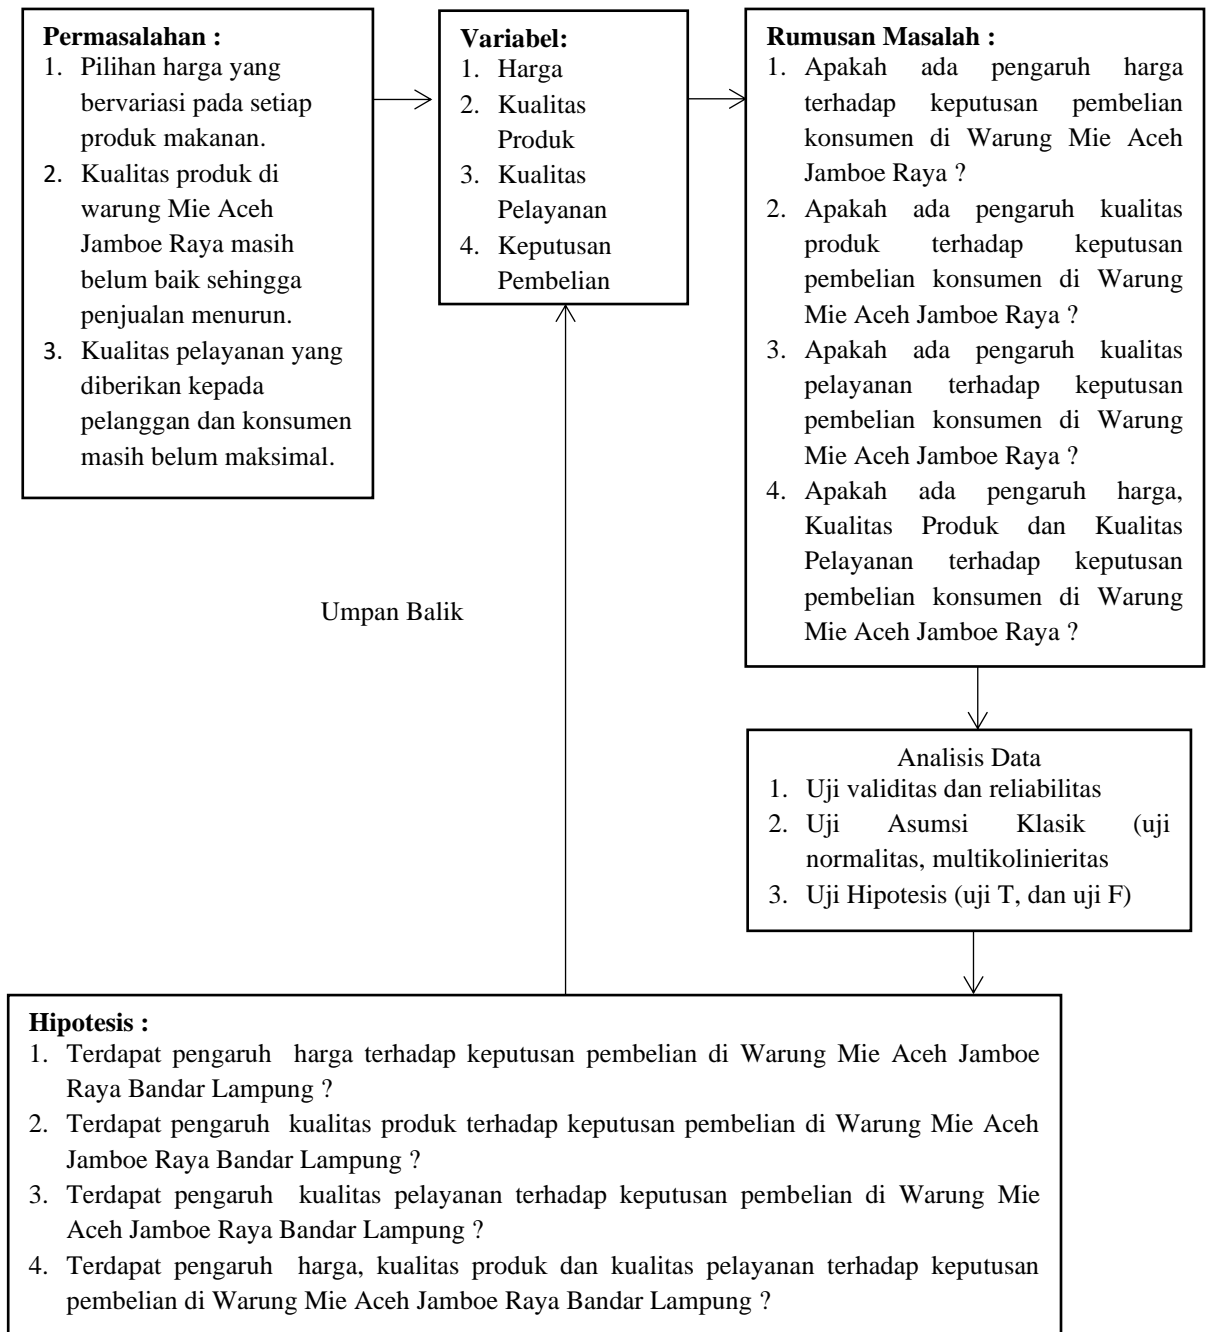 Permasalahan :
1. Pilihan harga yang
bervariasi pada setiap
produk makanan.
2. Kualitas produk di
warung Mie Aceh
Jamboe Raya masih
belum baik sehingga
penjualan menurun.
3. Kualitas pelayanan yang
diberikan kepada
pelanggan dan konsumen
masih belum maksimal.
Variabel:
1. Harga
2. Kualitas
Produk
3. Kualitas
Pelayanan
4. Keputusan
Pembelian
Rumusan Masalah :
1. Apakah ada pengaruh harga
terhadap keputusan pembelian
konsumen di Warung Mie Aceh
Jamboe Raya ?
2. Apakah ada pengaruh kualitas
produk terhadap keputusan
pembelian konsumen di Warung
Mie Aceh Jamboe Raya ?
3. Apakah ada pengaruh kualitas
pelayanan terhadap keputusan
pembelian konsumen di Warung
Mie Aceh Jamboe Raya ?
4. Apakah ada pengaruh harga,
Kualitas Produk dan Kualitas
Pelayanan terhadap keputusan
pembelian konsumen di Warung
Mie Aceh Jamboe Raya ?
Umpan Balik
Analisis Data
1. Uji validitas dan reliabilitas
2. Uji Asumsi Klasik (uji
normalitas, multikolinieritas
3. Uji Hipotesis (uji T, dan uji F)
Hipotesis :
1. Terdapat pengaruh harga terhadap keputusan pembelian di Warung Mie Aceh Jamboe
Raya Bandar Lampung ?
2. Terdapat pengaruh kualitas produk terhadap keputusan pembelian di Warung Mie Aceh
Jamboe Raya Bandar Lampung ?
3. Terdapat pengaruh kualitas pelayanan terhadap keputusan pembelian di Warung Mie
Aceh Jamboe Raya Bandar Lampung ?
4. Terdapat pengaruh harga, kualitas produk dan kualitas pelayanan terhadap keputusan
pembelian di Warung Mie Aceh Jamboe Raya Bandar Lampung ?